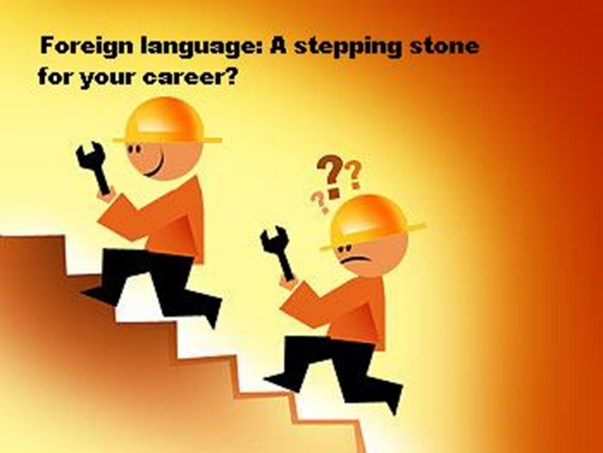 Foreign language: A stepping stone
for your career?
? ? ?